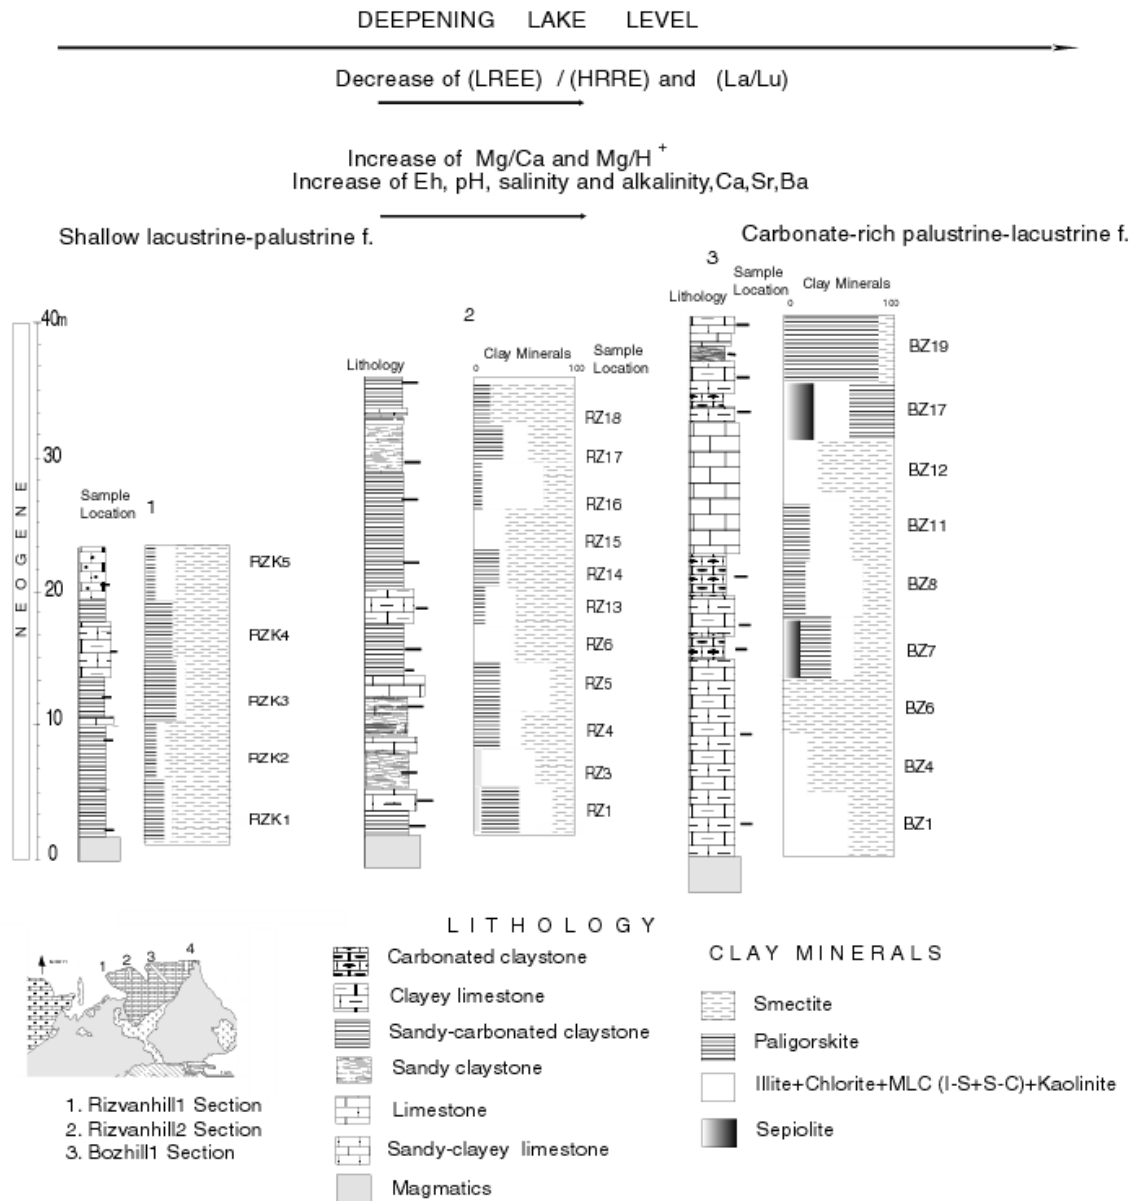 DEEPENING LAKE LEVEL
Decrease of (LREE) / (HRRE) and (La/Lu)
Increase of Mg/Ca and Mg/H +
Increase of Eh, pH, salinity and alkalinity,Ca,Sr,Ba
Shallow lacustrine-palustrine f.
Carbonate-rich palustrine-lacustrine f.
NEOGENE
40m
30
20
10
0
Sample
Location
1
RZK5
RZK4
RZK3
RZK2
RZK1
2
Lithology
Clay Minerals
0 100
Sample
Location
RZ18
RZ17
RZ16
RZ15
RZ14
RZ13
RZ6
RZ5
RZ4
RZ3
RZ1
3
Lithology
Sample
Location
Clay Minerals
0 100
BZ19
BZ17
BZ12
BZ11
BZ8
BZ7
BZ6
BZ4
BZ1
1 2 3 4
1. Rizvanhill1 Section
2. Rizvanhill2 Section
3. Bozhill1 Section
LITHOLOGY
Carbonated claystone
Clayey limestone
Sandy-carbonated claystone
Sandy claystone
Limestone
Sandy-clayey limestone
Magmatics
CLAY MINERALS
Smectite
Paligorskite
Illite+Chlorite+MLC (I-S+S-C)+Kaolinite
Sepiolite